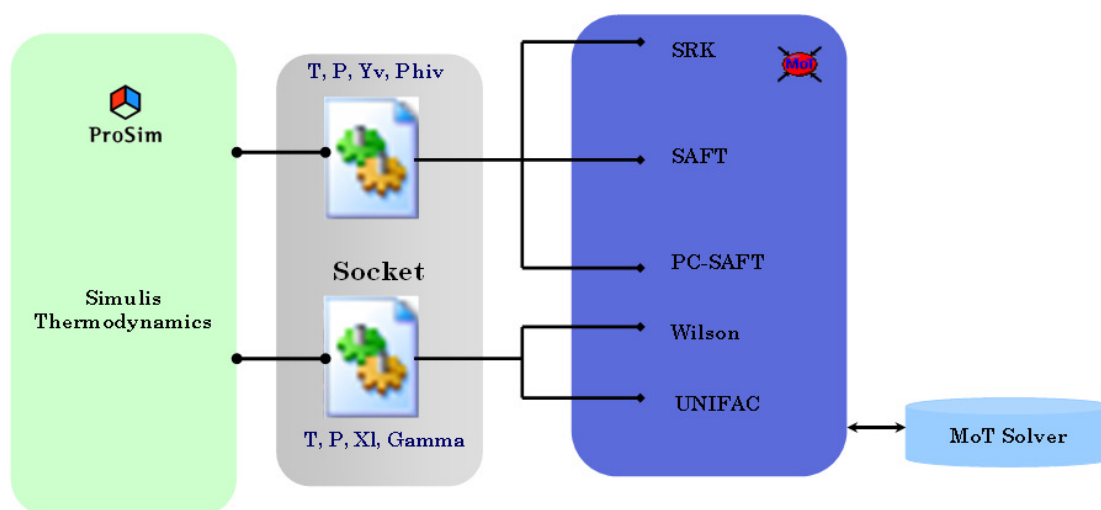 ProSim
Simulis
Thermodynamics
T, P, Yv, Phiv
Socket
T, P, Xl, Gamma
MoT
SRK
SAFT
PC-SAFT
Wilson
UNIFAC
MoT Solver